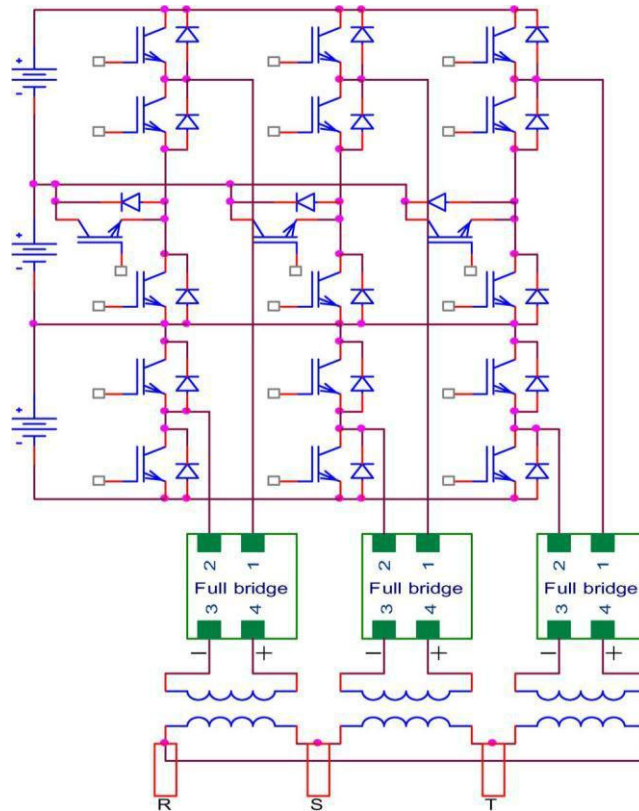 +
-
+
-
+
-
2 1 2 1 2 1
Full bridge Full bridge Full bridge
3 4 3 4 3 4
- + - + - +
R S T